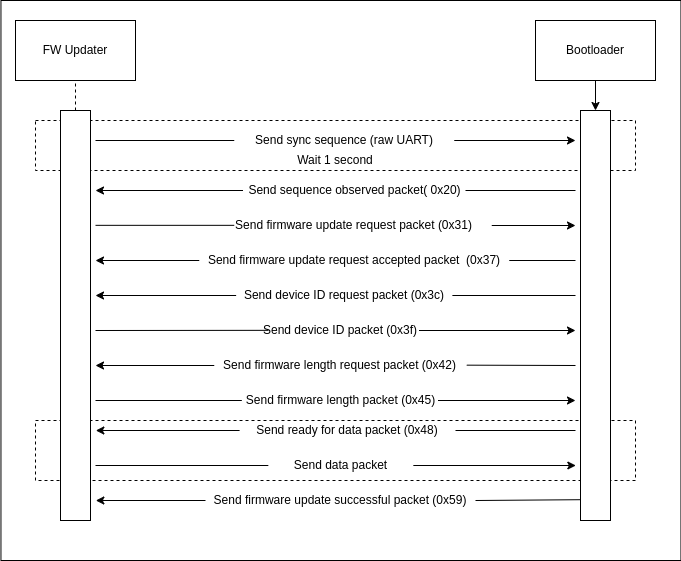 FW Updater
Bootloader
Send sync sequence (raw UART)
Wait 1 second
Send sequence observed packet( 0x20)
Send firmware update request packet (0x31)
Send firmware update request accepted packet  (0x37)
Send device ID request packet (0x3c)
Send device ID packet (0x3f)
Send firmware length request packet (0x42)
Send firmware length packet (0x45)
Send ready for data packet (0x48)
Send data packet
Send firmware update successful packet (0x59)